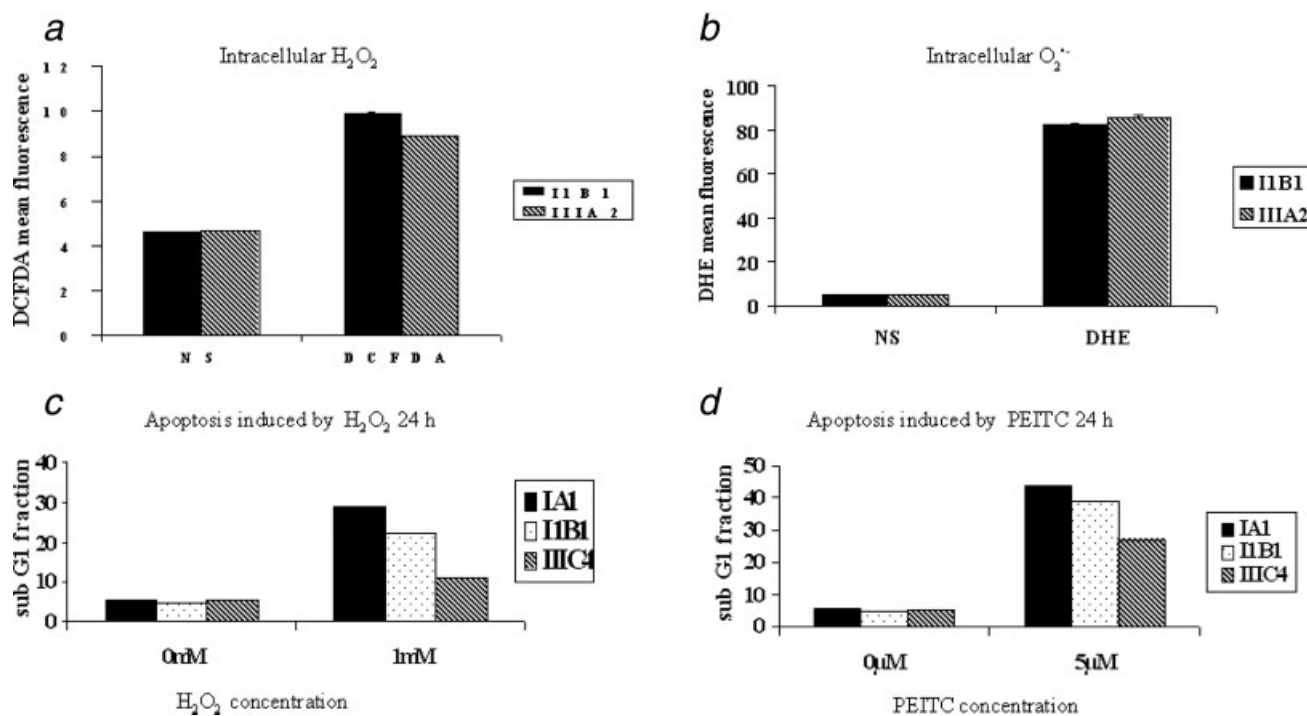 a
Intracellular H₂O₂
DCFDA mean fluorescence
12
10
8
6
4
2
0
N S
D C F D A
I1 B 1
IIIA 2
b
Intracellular O₂•-
DHE mean fluorescence
100
80
60
40
20
0
NS
DHE
I1B1
IIIA2
c
Apoptosis induced by H₂O₂ 24 h
sub G1 fraction
40
30
20
10
0
0mM
1mM
H₂O₂ concentration
IA1
I1B1
IIIC4
d
Apoptosis induced by PEITC 24 h
sub G1 fraction
50
40
30
20
10
0
0µM
5µM
PEITC concentration
IA1
I1B1
IIIC4